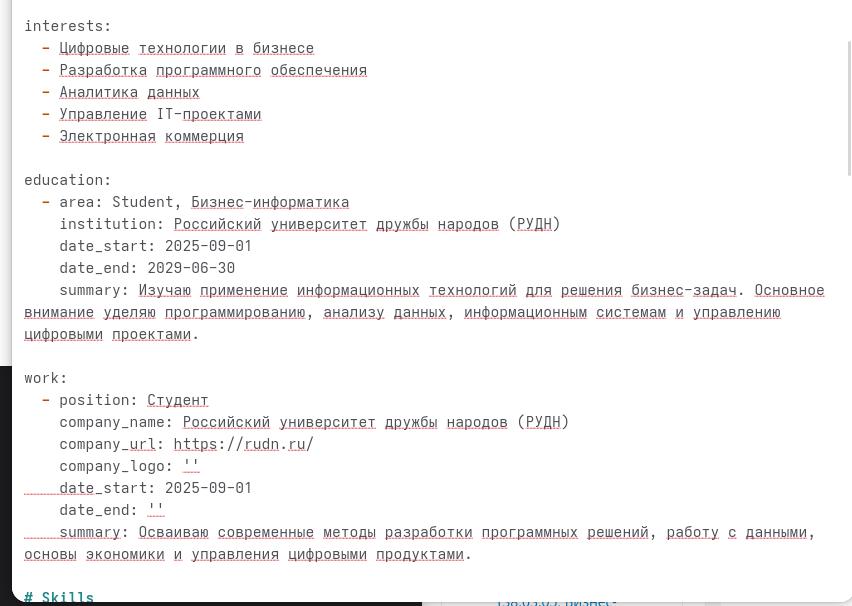 interests:
  - Цифровые технологии в бизнесе
  - Разработка программного обеспечения
  - Аналитика данных
  - Управление IT-проектами
  - Электронная коммерция

education:
  - area: Student, Бизнес-информатика
    institution: Российский университет дружбы народов (РУДН)
    date_start: 2025-09-01
    date_end: 2029-06-30
    summary: Изучаю применение информационных технологий для решения бизнес-задач. Основное
внимание уделяю программированию, анализу данных, информационным системам и управлению
цифровыми проектами.

work:
  - position: Студент
    company_name: Российский университет дружбы народов (РУДН)
    company_url: https://rudn.ru/
    company_logo: ''
    date_start: 2025-09-01
    date_end: ''
    summary: Осваиваю современные методы разработки программных решений, работу с данными,
основы экономики и управления цифровыми продуктами.

# Skills